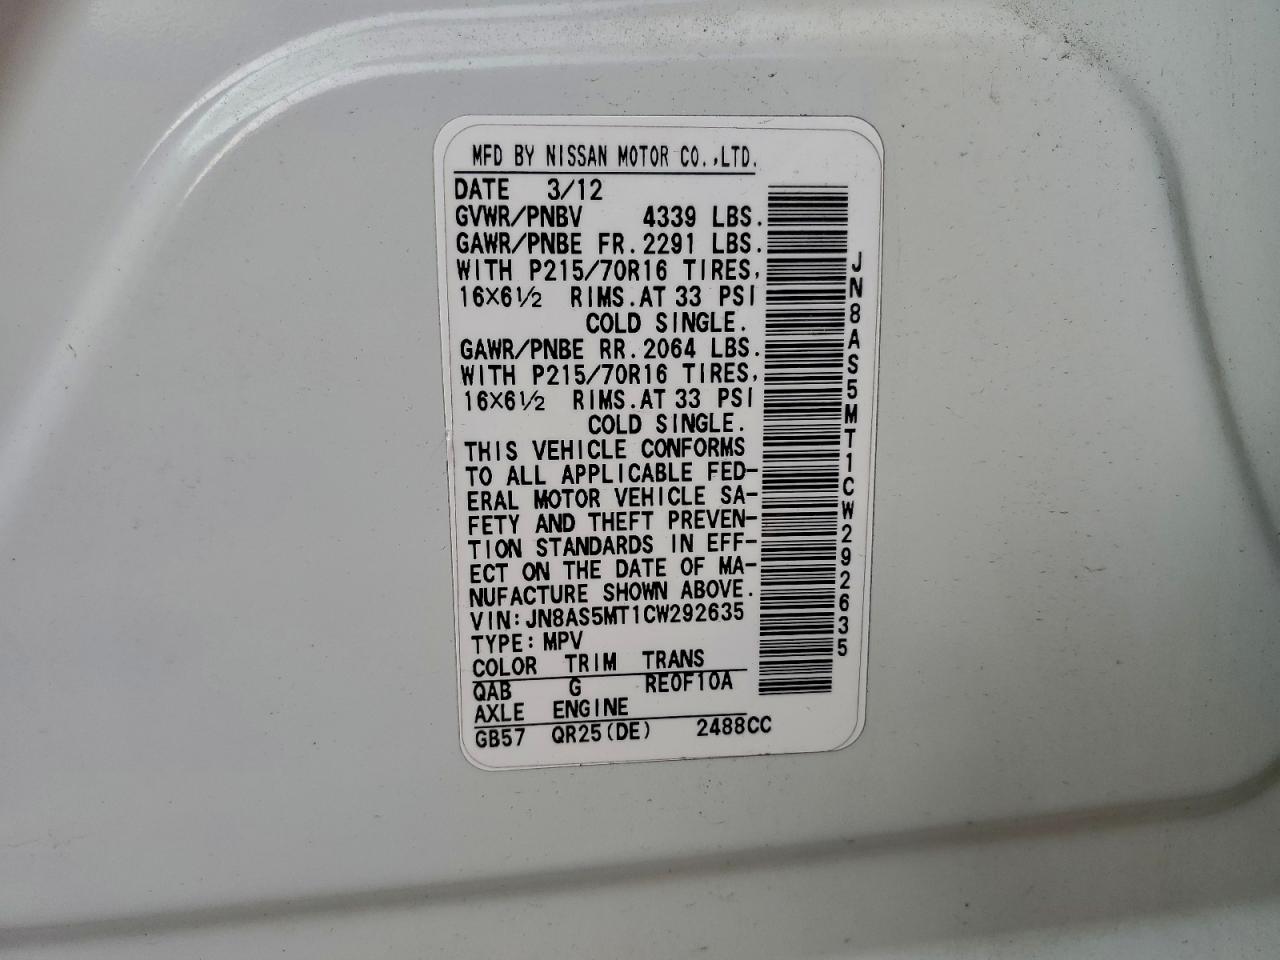 MFD BY NISSAN MOTOR CO.,LTD.
DATE 3/12
GVWR/PNBV 4339 LBS.
GAWR/PNBE FR. 2291 LBS.
WITH P215/70R16 TIRES,
16×6½ RIMS. AT 33 PSI
COLD SINGLE.
GAWR/PNBE RR. 2064 LBS.
WITH P215/70R16 TIRES,
16×6½ RIMS. AT 33 PSI
COLD SINGLE.
THIS VEHICLE CONFORMS
TO ALL APPLICABLE FED-
ERAL MOTOR VEHICLE SA-
FETY AND THEFT PREVEN-
TION STANDARDS IN EFF-
ECT ON THE DATE OF MA-
NUFACTURE SHOWN ABOVE.
VIN: JN8AS5MT1CW292635
TYPE: MPV
COLOR TRIM TRANS
QAB G RE0F10A
AXLE ENGINE
GB57 QR25(DE) 2488CC
JN8AS5MT1CW292635